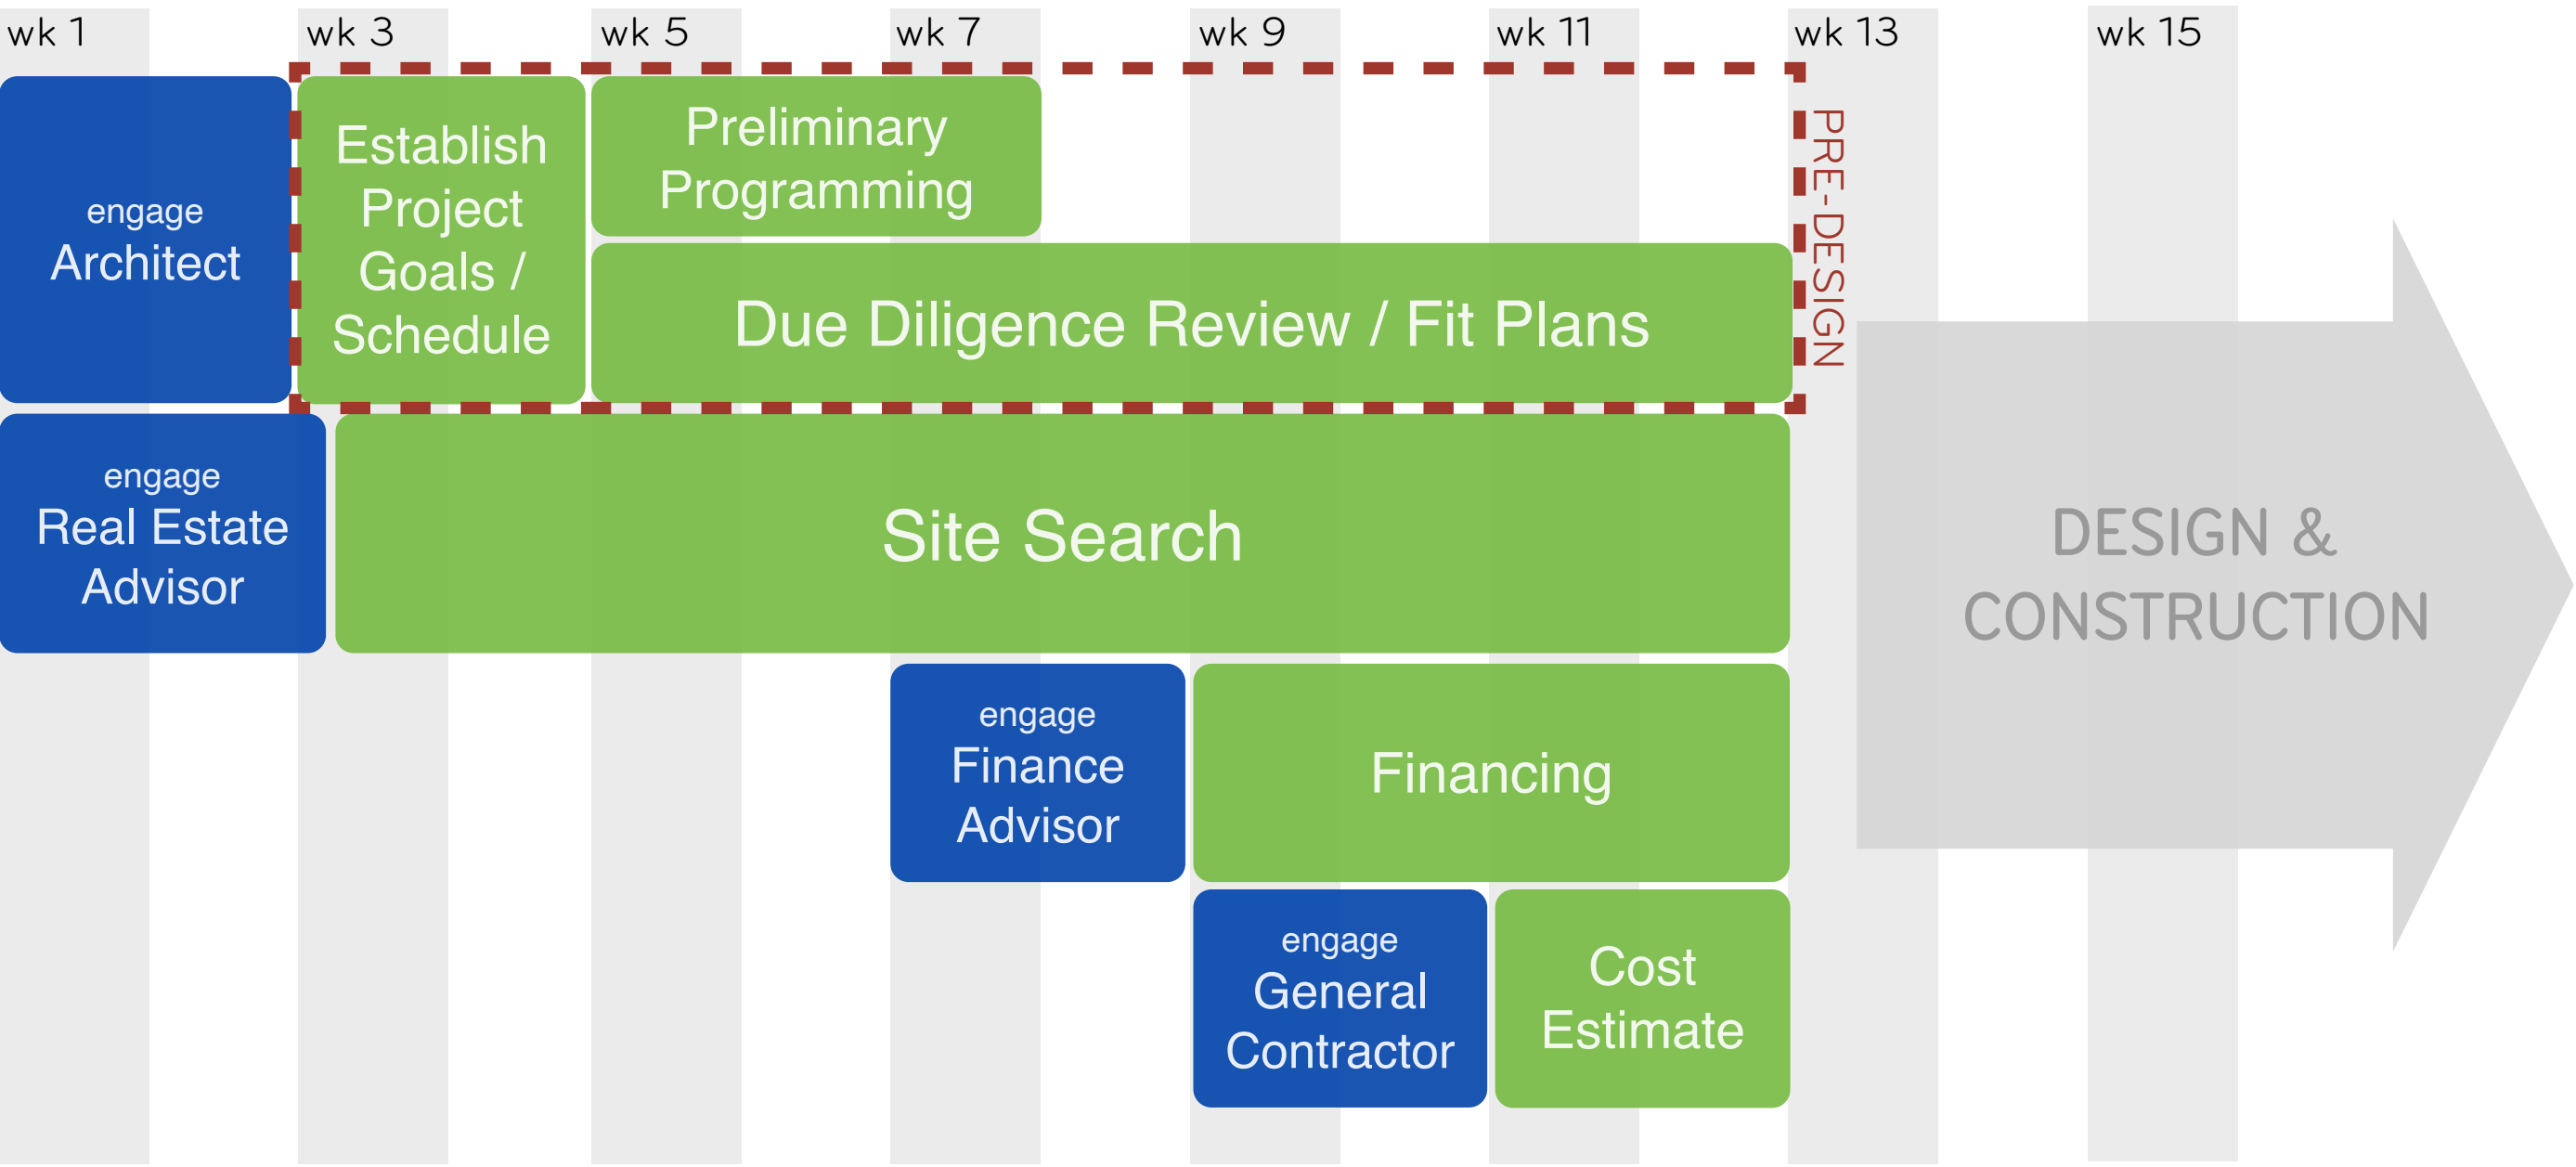 wk 1
wk 3
wk 5
wk 7
wk 9
wk 11
wk 13
wk 15
engage
Architect
Establish
Project
Goals /
Schedule
Preliminary
Programming
Due Diligence Review / Fit Plans
PRE-DESIGN
engage
Real Estate
Advisor
Site Search
DESIGN &
CONSTRUCTION
engage
Finance
Advisor
Financing
engage
General
Contractor
Cost
Estimate